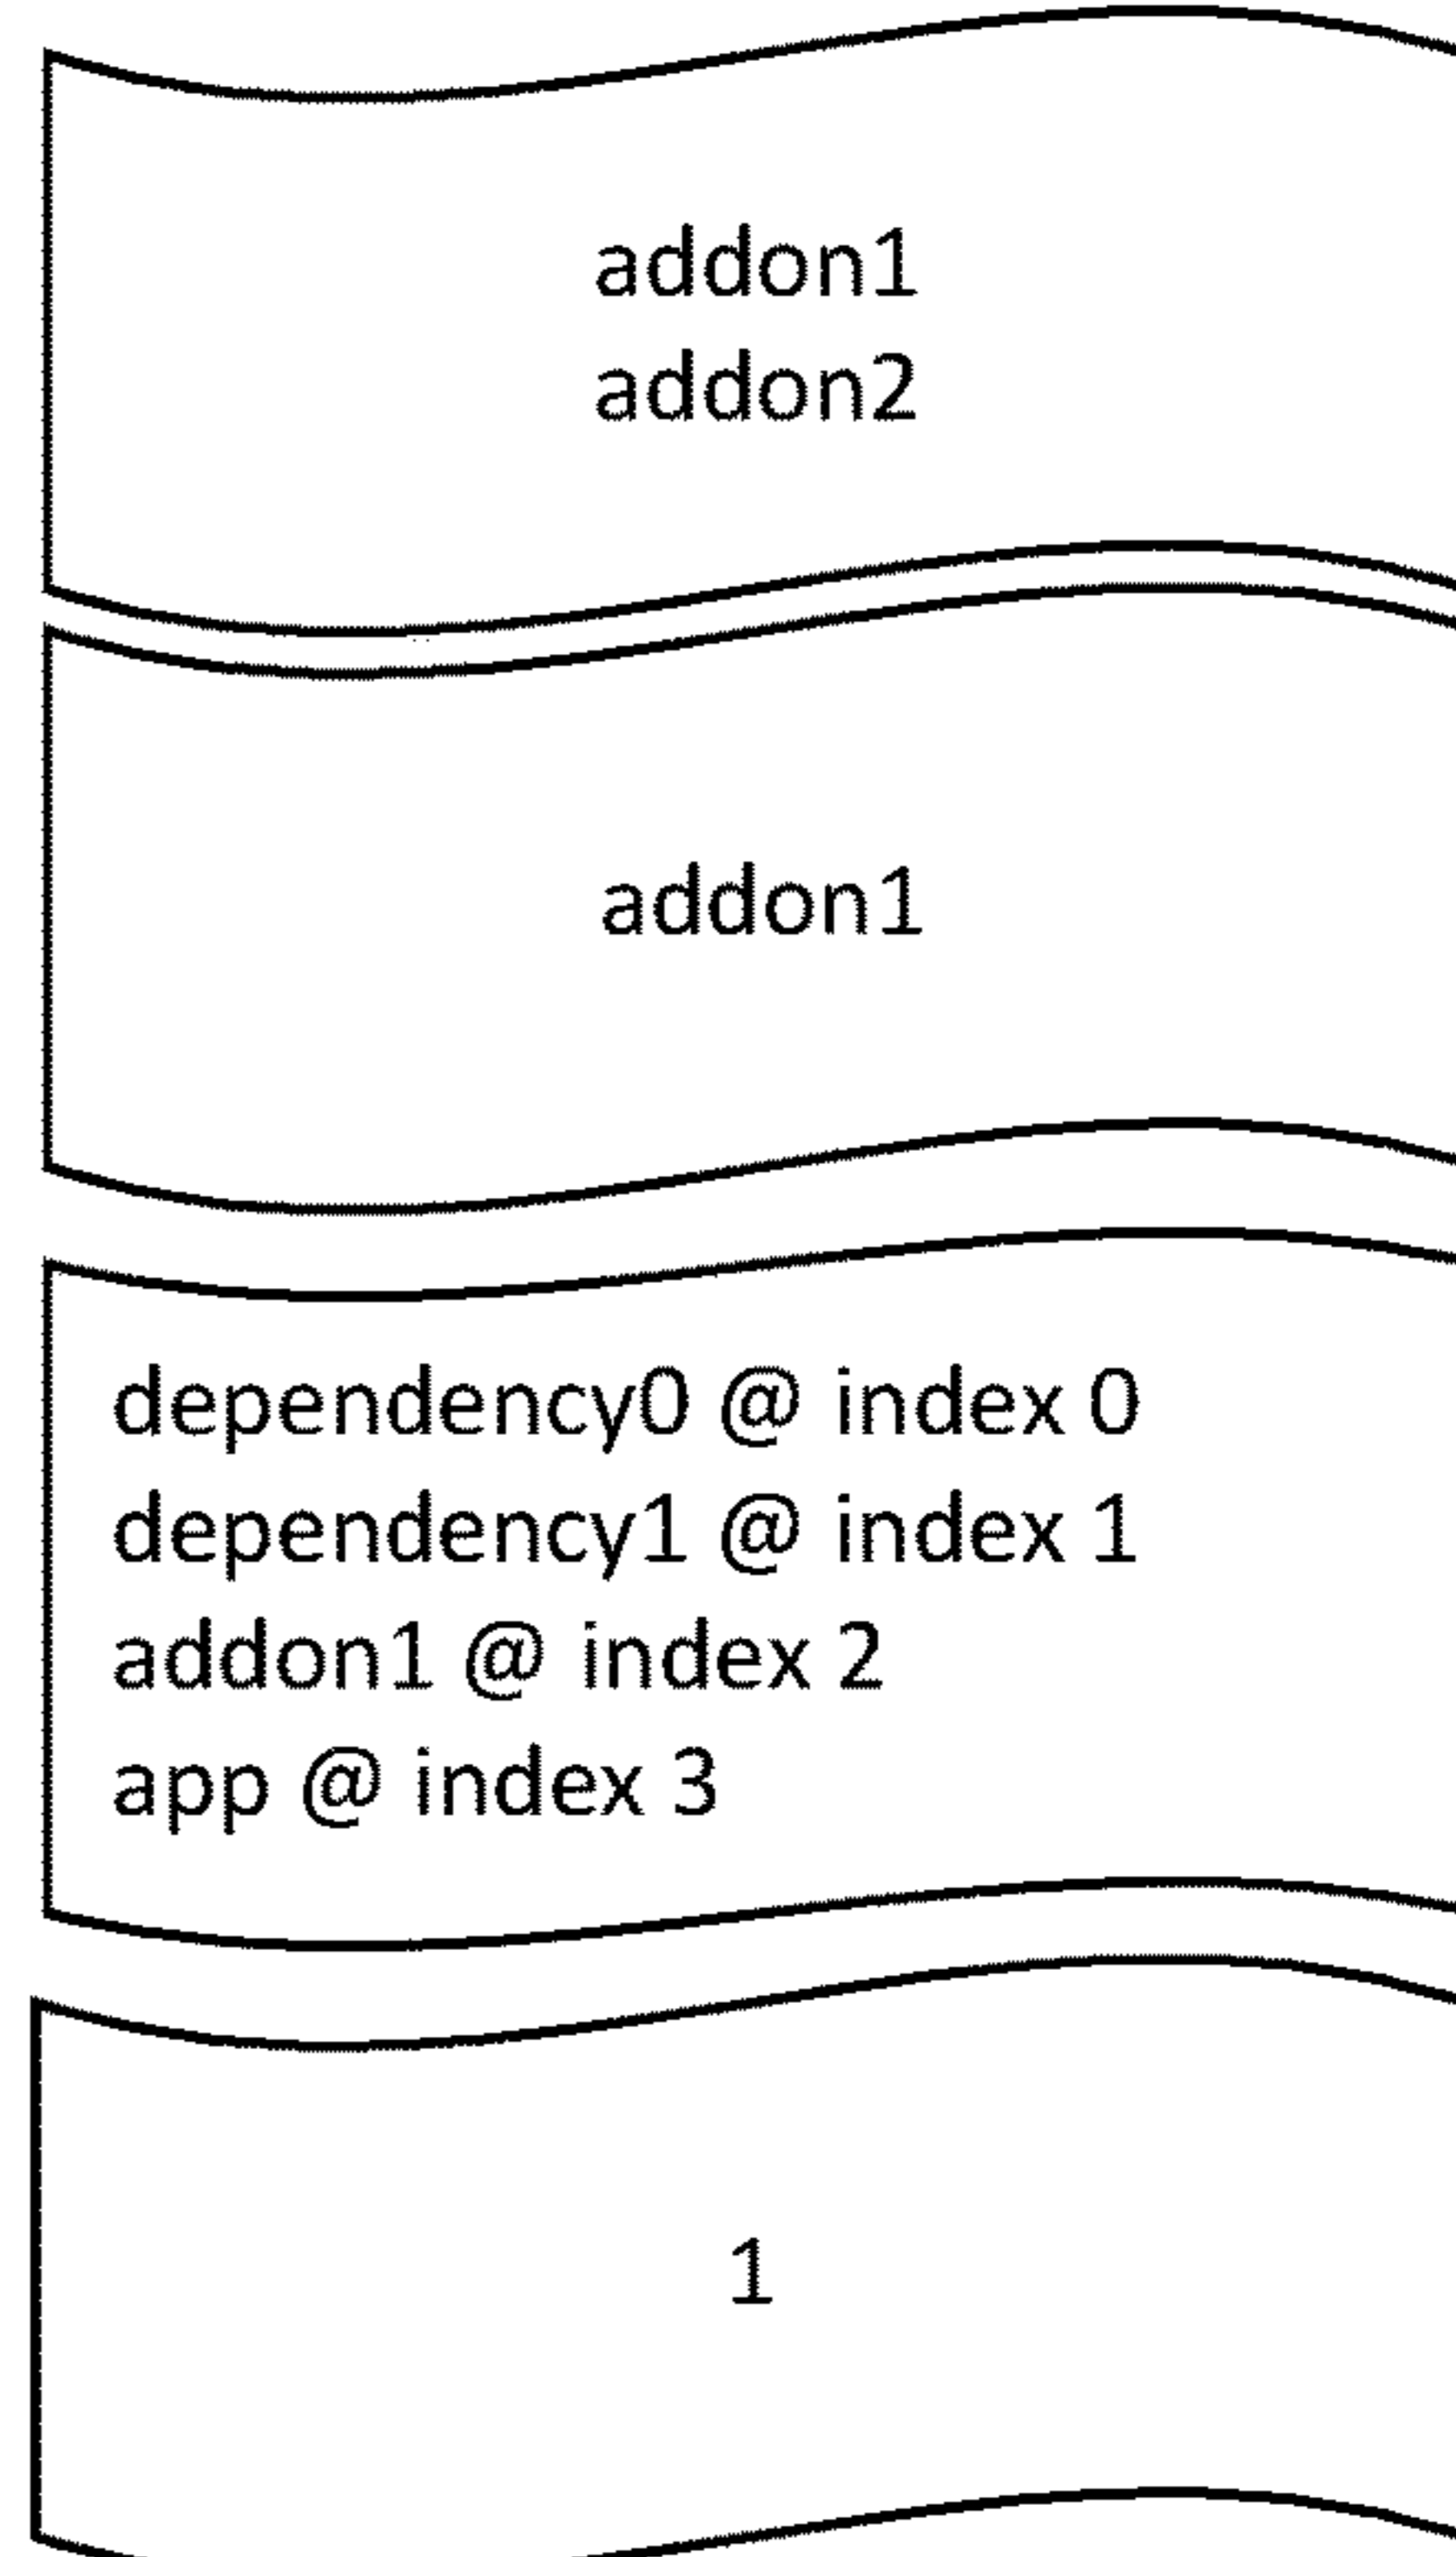 addon1
addon2
addon1
dependency0 @ index 0
dependency1 @ index 1
addon1 @ index 2
app @ index 3
1